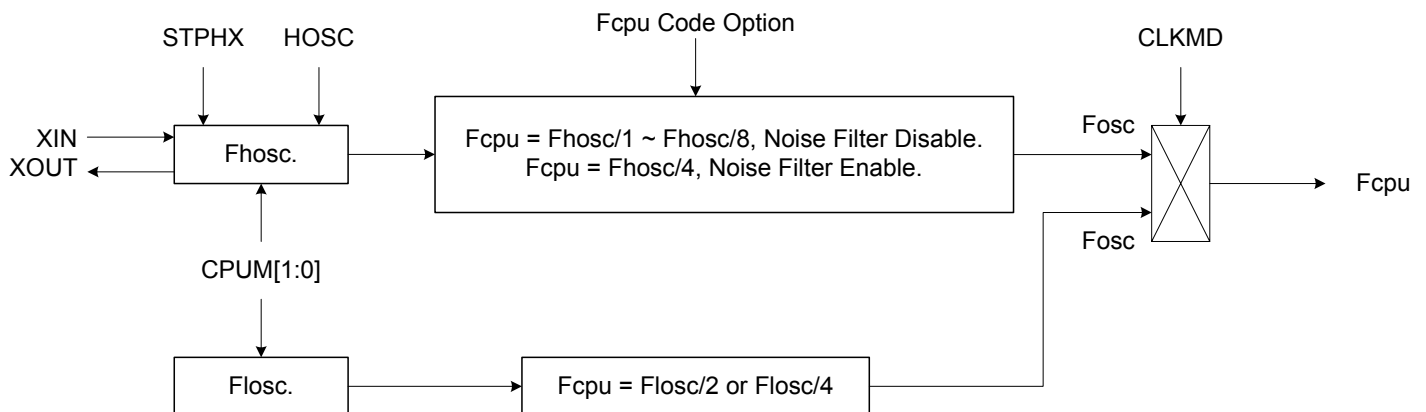 Fcpu Code Option
STPHX
HOSC
CLKMD
XIN
XOUT
Fhosc.
Fcpu = Fhosc/1 ~ Fhosc/8, Noise Filter Disable.
Fcpu = Fhosc/4, Noise Filter Enable.
Fosc
Fcpu
Fosc
CPUM[1:0]
Flosc.
Fcpu = Flosc/2 or Flosc/4